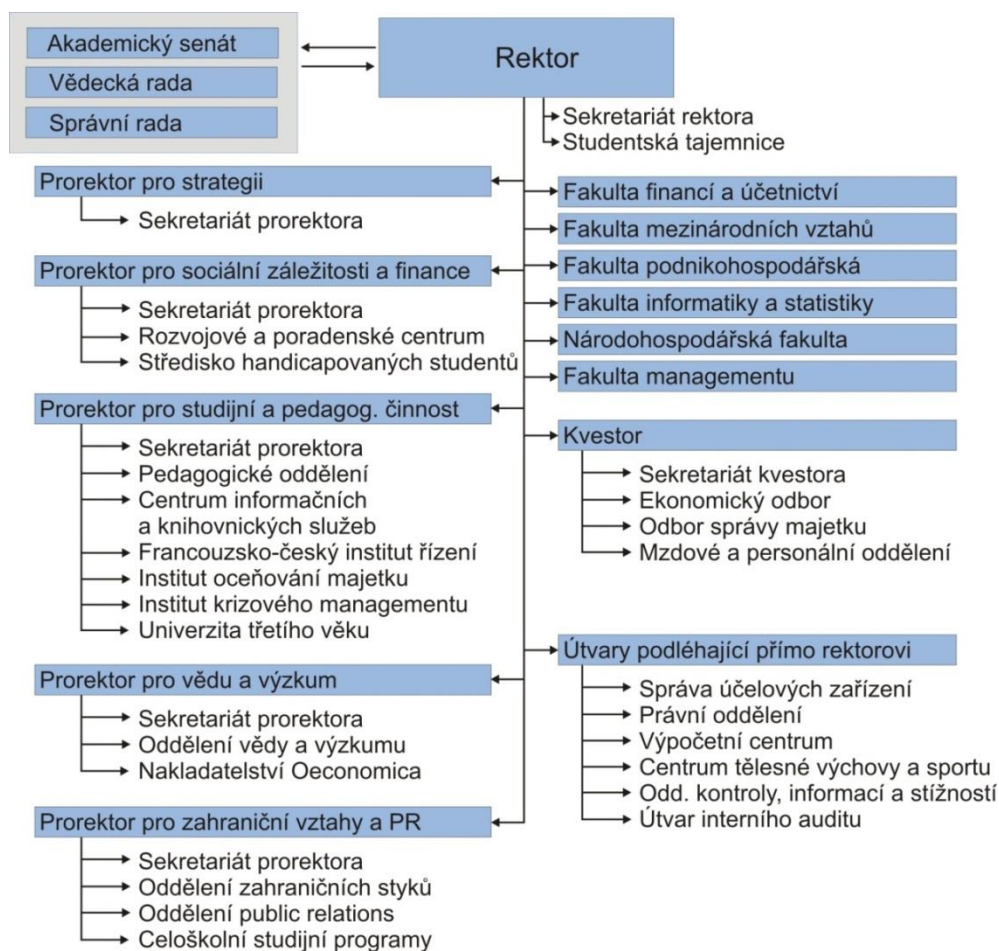 Akademický senát
Vědecká rada
Správní rada
Rektor
Sekretariát rektora
Studentská tajemnice
Prorektor pro strategii
Sekretariát prorektora
Prorektor pro sociální záležitosti a finance
Sekretariát prorektora
Rozvojové a poradenské centrum
Středisko handicapovaných studentů
Prorektor pro studijní a pedagog. činnost
Sekretariát prorektora
Pedagogické oddělení
Centrum informačních
a knihovnických služeb
Francouzsko-český institut řízení
Institut oceňování majetku
Institut krizového managementu
Univerzita třetího věku
Prorektor pro vědu a výzkum
Sekretariát prorektora
Oddělení vědy a výzkumu
Nakladatelství Oeconomica
Prorektor pro zahraniční vztahy a PR
Sekretariát prorektora
Oddělení zahraničních styků
Oddělení public relations
Celoškolní studijní programy
Fakulta financí a účetnictví
Fakulta mezinárodních vztahů
Fakulta podnikohospodářská
Fakulta informatiky a statistiky
Národohospodářská fakulta
Fakulta managementu
Kvestor
Sekretariát kvestora
Ekonomický odbor
Odbor správy majetku
Mzdové a personální oddělení
Útvary podléhající přímo rektorovi
Správa účelových zařízení
Právní oddělení
Výpočetní centrum
Centrum tělesné výchovy a sportu
Odd. kontroly, informací a stížností
Útvar interního auditu